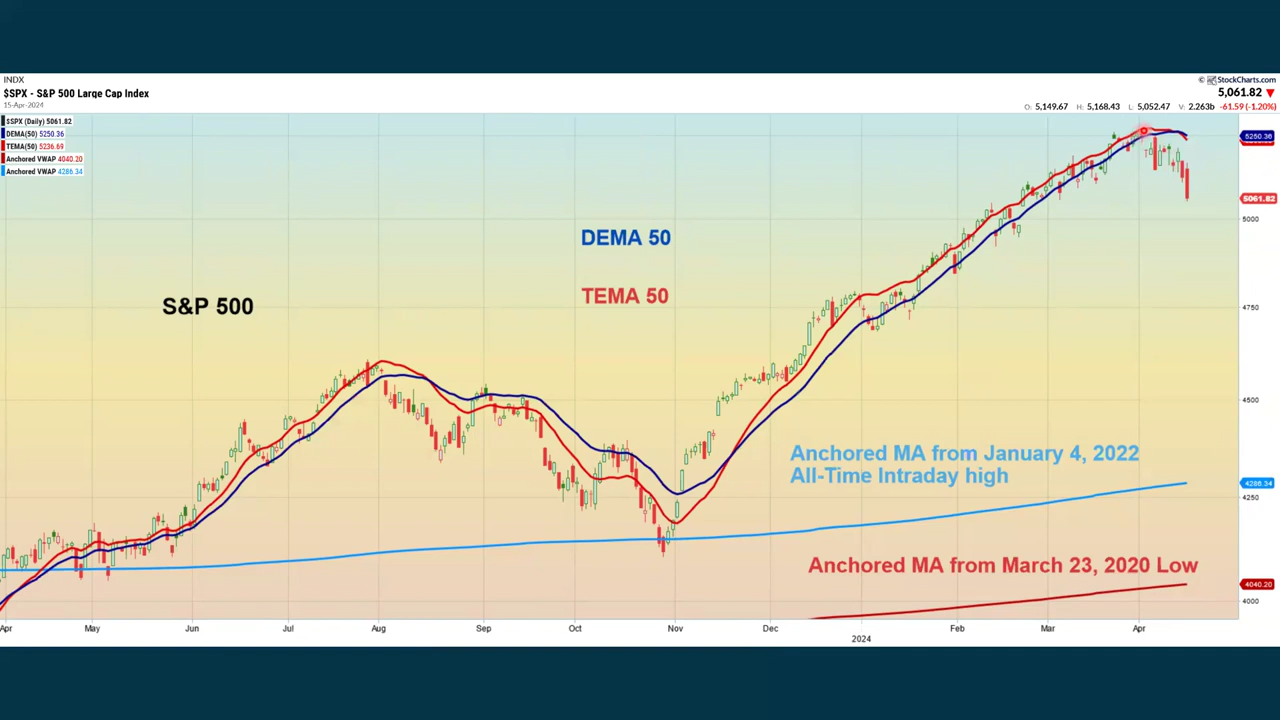 INDX
© StockCharts.com
$SPX - S&P 500 Large Cap Index
5,061.82
15-Apr-2024
O: 5,149.67 H: 5,168.43 L: 5,052.47 V: 2.263b -61.59 (-1.20%)
$SPX (Daily) 5061.82
DEMA(50) 5250.36
TEMA(50) 5236.69
Anchored VWAP 4040.20
Anchored VWAP 4286.34
5250.36
5061.82
5000
DEMA 50
TEMA 50
S&P 500
4750
4500
Anchored MA from January 4, 2022
All-Time Intraday high
4286.34
4250
Anchored MA from March 23, 2020 Low
4040.20
4000
Apr May Jun Jul Aug Sep Oct Nov Dec 2024 Feb Mar Apr